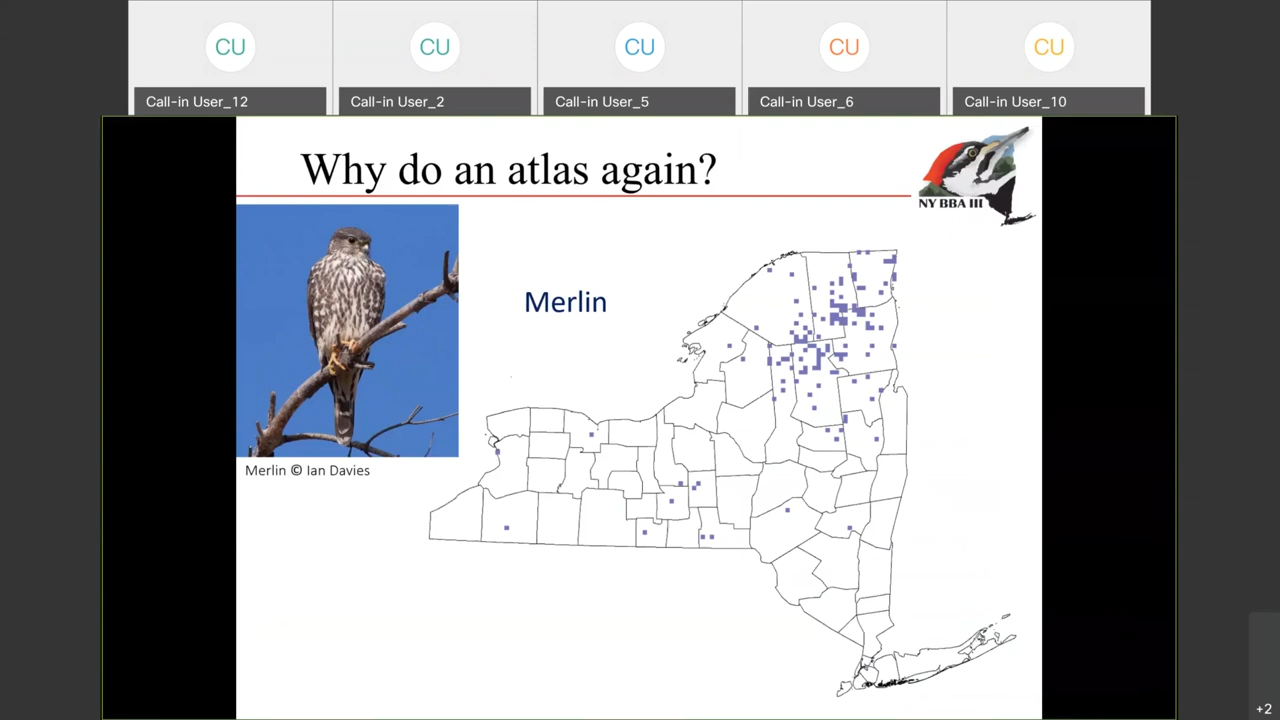 CU
CU
CU
CU
CU
Call-in User_12
Call-in User_2
Call-in User_5
Call-in User_6
Call-in User_10
Why do an atlas again?
NY BBA III
Merlin
Merlin © Ian Davies
+2